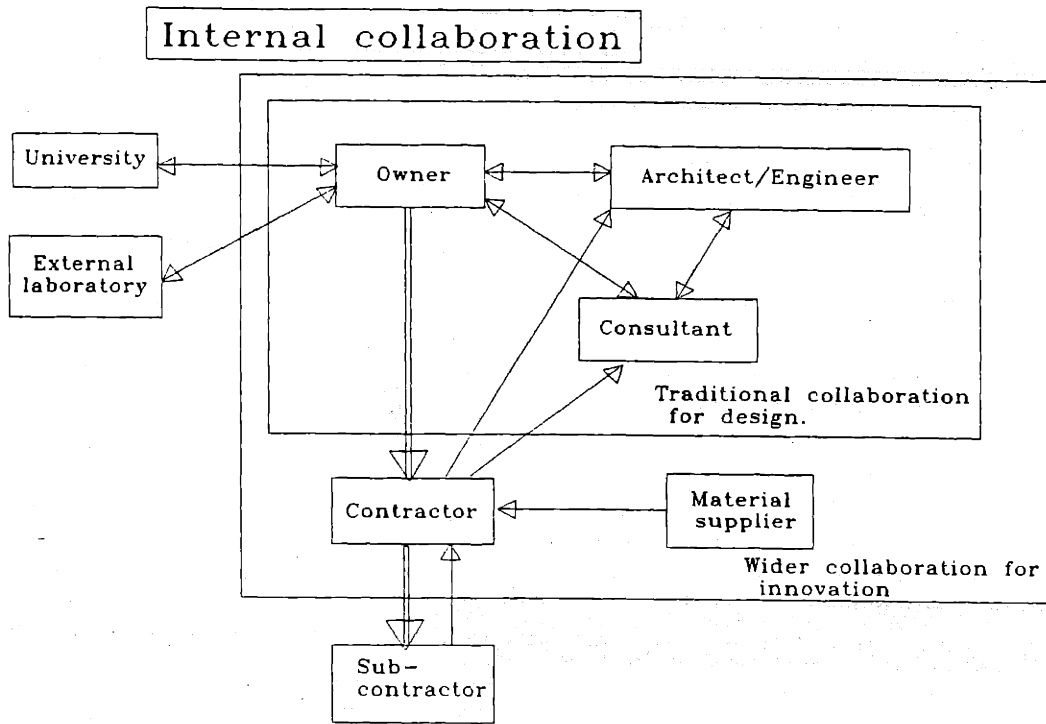 Internal collaboration
University
Owner
Architect/Engineer
External
laboratory
Consultant
Traditional collaboration
for design.
Contractor
Material
supplier
Wider collaboration for
innovation
Sub-
contractor